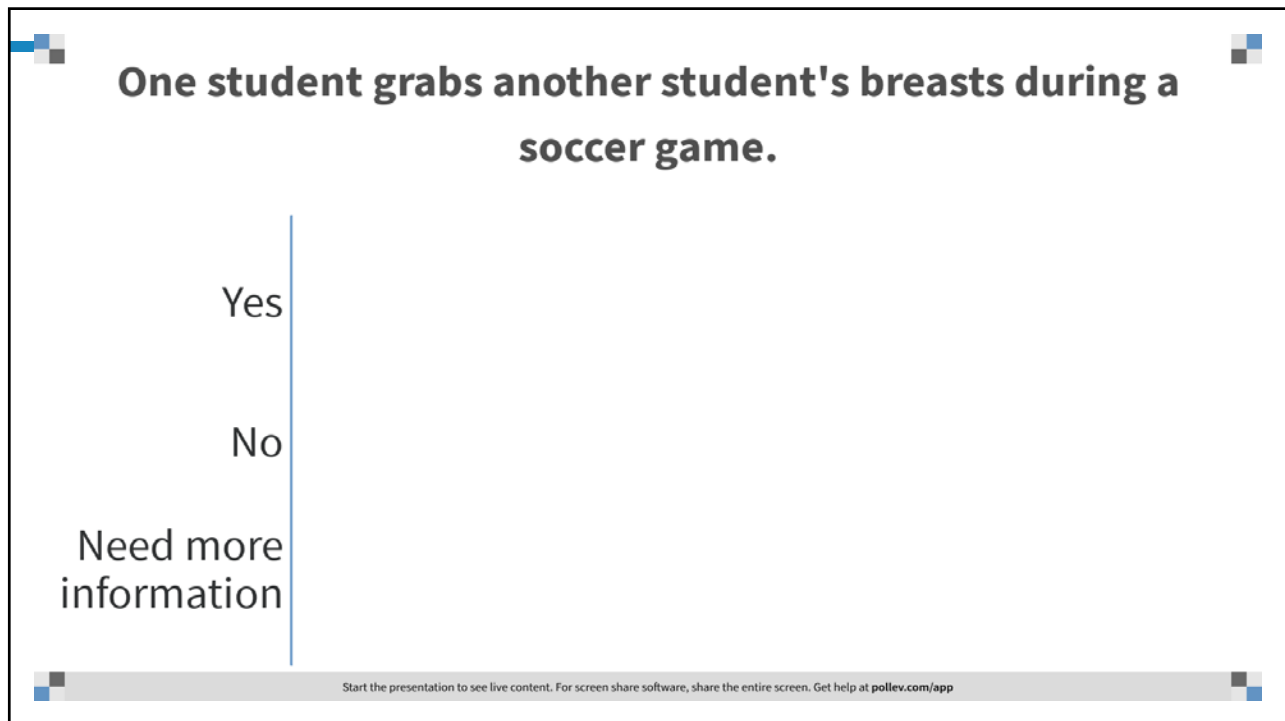 One student grabs another student's breasts during a
soccer game.
Yes
No
Need more
information
Start the presentation to see live content. For screen share software, share the entire screen. Get help at pollev.com/app